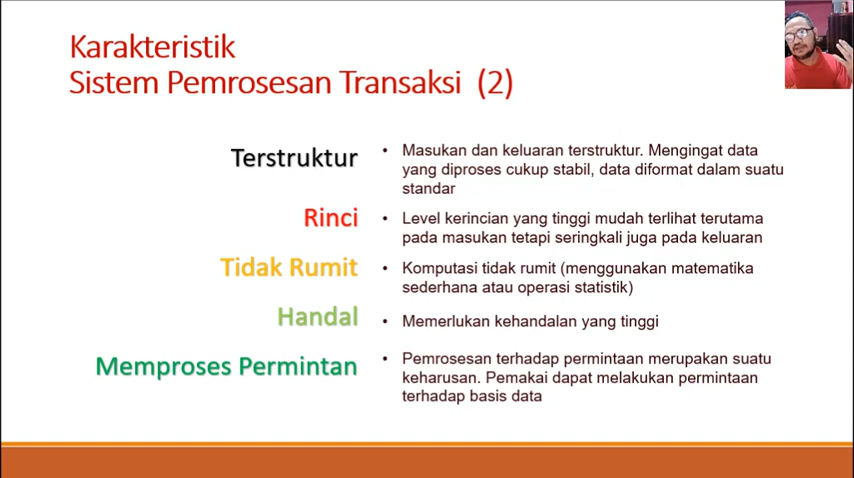 Karakteristik
Sistem Pemrosesan Transaksi (2)
Terstruktur
• Masukan dan keluaran terstruktur. Mengingat data
yang diproses cukup stabil, data diformat dalam suatu
standar
Rinci
• Level kerincian yang tinggi mudah terlihat terutama
pada masukan tetapi seringkali juga pada keluaran
Tidak Rumit
• Komputasi tidak rumit (menggunakan matematika
sederhana atau operasi statistik)
Handal
• Memerlukan kehandalan yang tinggi
Memproses Permintan
• Pemrosesan terhadap permintaan merupakan suatu
keharusan. Pemakai dapat melakukan permintaan
terhadap basis data